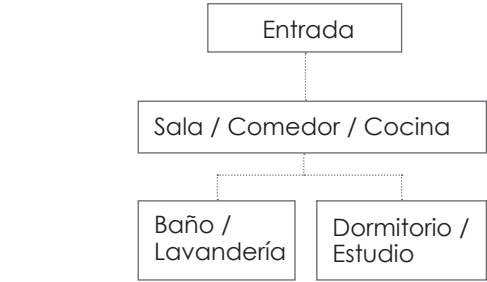 Entrada
Sala / Comedor / Cocina
Baño /
Lavandería
Dormitorio /
Estudio